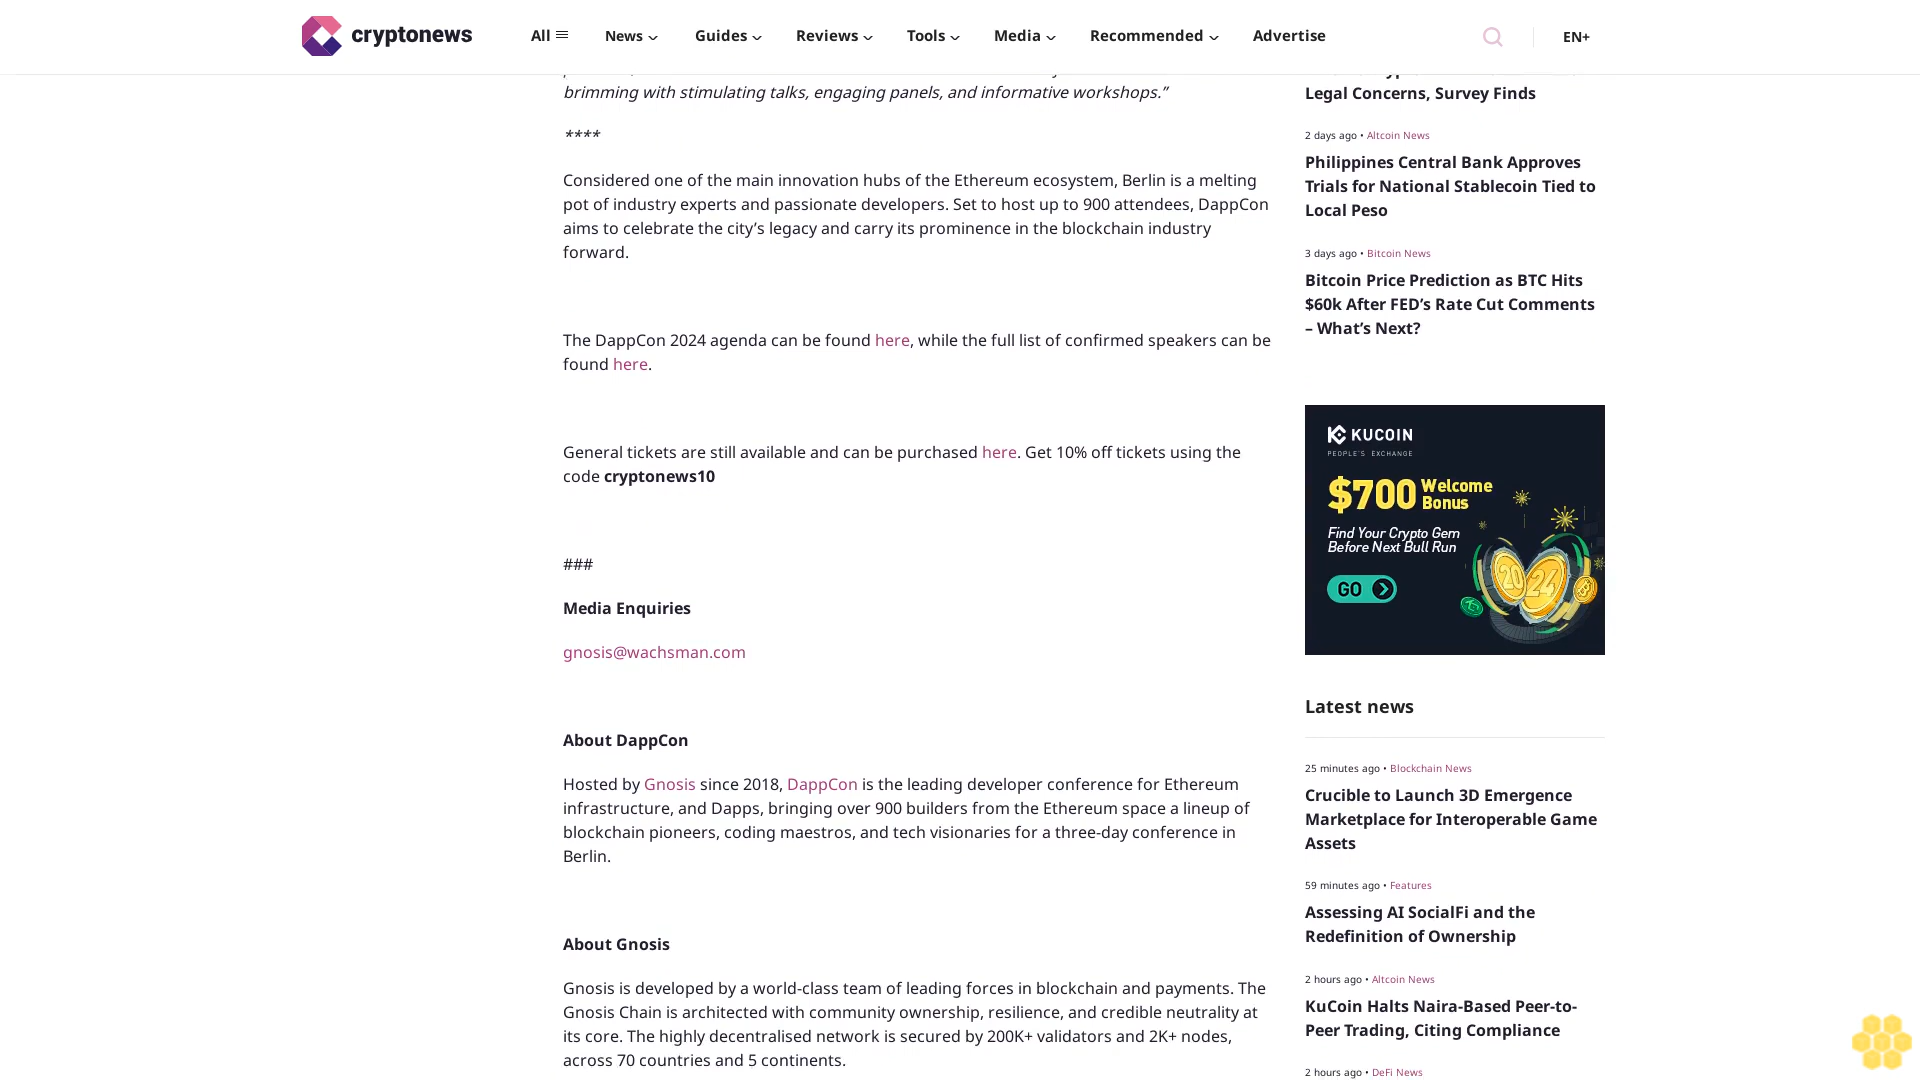 cryptonews
All
News
Guides
Reviews
Tools
Media
Recommended
Advertise
EN+
brimming with stimulating talks, engaging panels, and informative workshops.”
****
Considered one of the main innovation hubs of the Ethereum ecosystem, Berlin is a melting
pot of industry experts and passionate developers. Set to host up to 900 attendees, DappCon
aims to celebrate the city’s legacy and carry its prominence in the blockchain industry
forward.
The DappCon 2024 agenda can be found here, while the full list of confirmed speakers can be
found here.
General tickets are still available and can be purchased here. Get 10% off tickets using the
code cryptonews10
###
Media Enquiries
gnosis@wachsman.com
About DappCon
Hosted by Gnosis since 2018, DappCon is the leading developer conference for Ethereum
infrastructure, and Dapps, bringing over 900 builders from the Ethereum space a lineup of
blockchain pioneers, coding maestros, and tech visionaries for a three-day conference in
Berlin.
About Gnosis
Gnosis is developed by a world-class team of leading forces in blockchain and payments. The
Gnosis Chain is architected with community ownership, resilience, and credible neutrality at
its core. The highly decentralised network is secured by 200K+ validators and 2K+ nodes,
across 70 countries and 5 continents.
Legal Concerns, Survey Finds
2 days ago • Altcoin News
Philippines Central Bank Approves
Trials for National Stablecoin Tied to
Local Peso
3 days ago • Bitcoin News
Bitcoin Price Prediction as BTC Hits
$60k After FED’s Rate Cut Comments
– What’s Next?
KUCOIN
PEOPLE'S EXCHANGE
$700 Welcome
Bonus
Find Your Crypto Gem
Before Next Bull Run
GO
20 24
Latest news
25 minutes ago • Blockchain News
Crucible to Launch 3D Emergence
Marketplace for Interoperable Game
Assets
59 minutes ago • Features
Assessing AI SocialFi and the
Redefinition of Ownership
2 hours ago • Altcoin News
KuCoin Halts Naira-Based Peer-to-
Peer Trading, Citing Compliance
2 hours ago • DeFi News